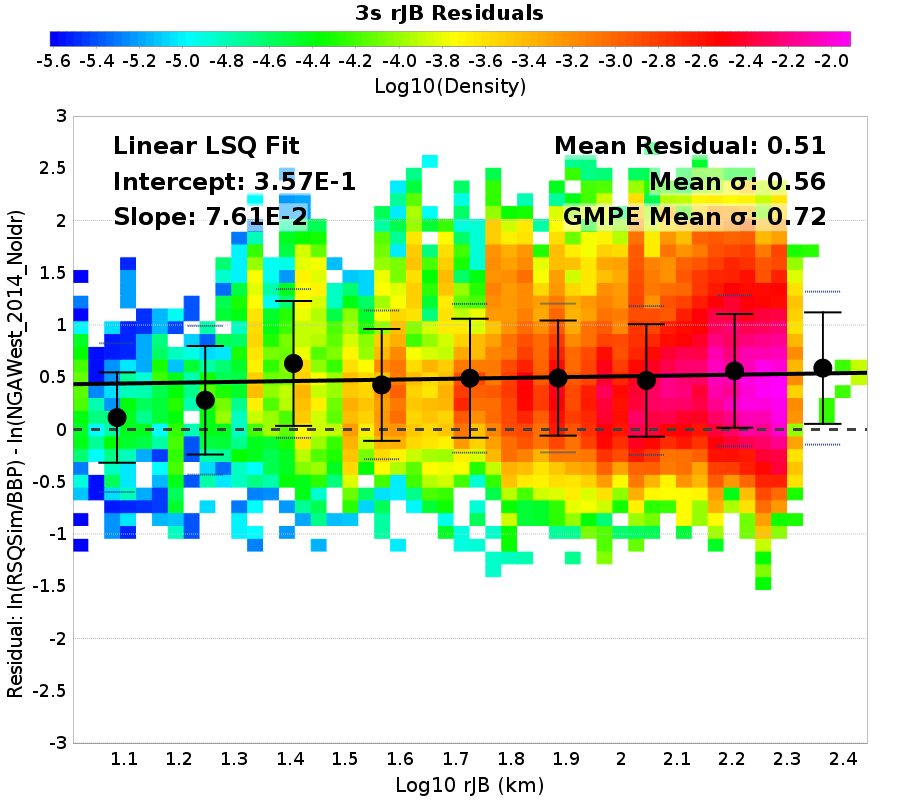 3s rJB Residuals
-5.6 -5.4 -5.2 -5.0 -4.8 -4.6 -4.4 -4.2 -4.0 -3.8 -3.6 -3.4 -3.2 -3.0 -2.8 -2.6 -2.4 -2.2 -2.0
Log10(Density)
Linear LSQ Fit
Intercept: 3.57E-1
Slope: 7.61E-2
Mean Residual: 0.51
Mean σ: 0.56
GMPE Mean σ: 0.72
Residual: ln(RSQSim/BBP) - ln(NGAWest_2014_NoIdr)
3
2.5
2
1.5
1
0.5
0
-0.5
-1
-1.5
-2
-2.5
-3
1.1 1.2 1.3 1.4 1.5 1.6 1.7 1.8 1.9 2 2.1 2.2 2.3 2.4
Log10 rJB (km)